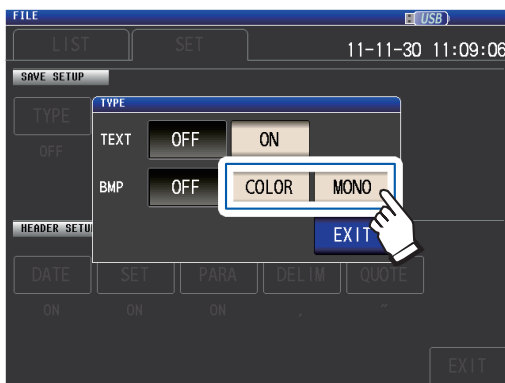 FILE USB
LIST SET 11-11-30 11:09:06
SAVE SETUP
TYPE
OFF
TYPE
TEXT OFF ON
BMP OFF COLOR MONO
EXIT
HEADER SETU
DATE SET PARA DELIM QUOTE
ON ON ON , ~
EXIT